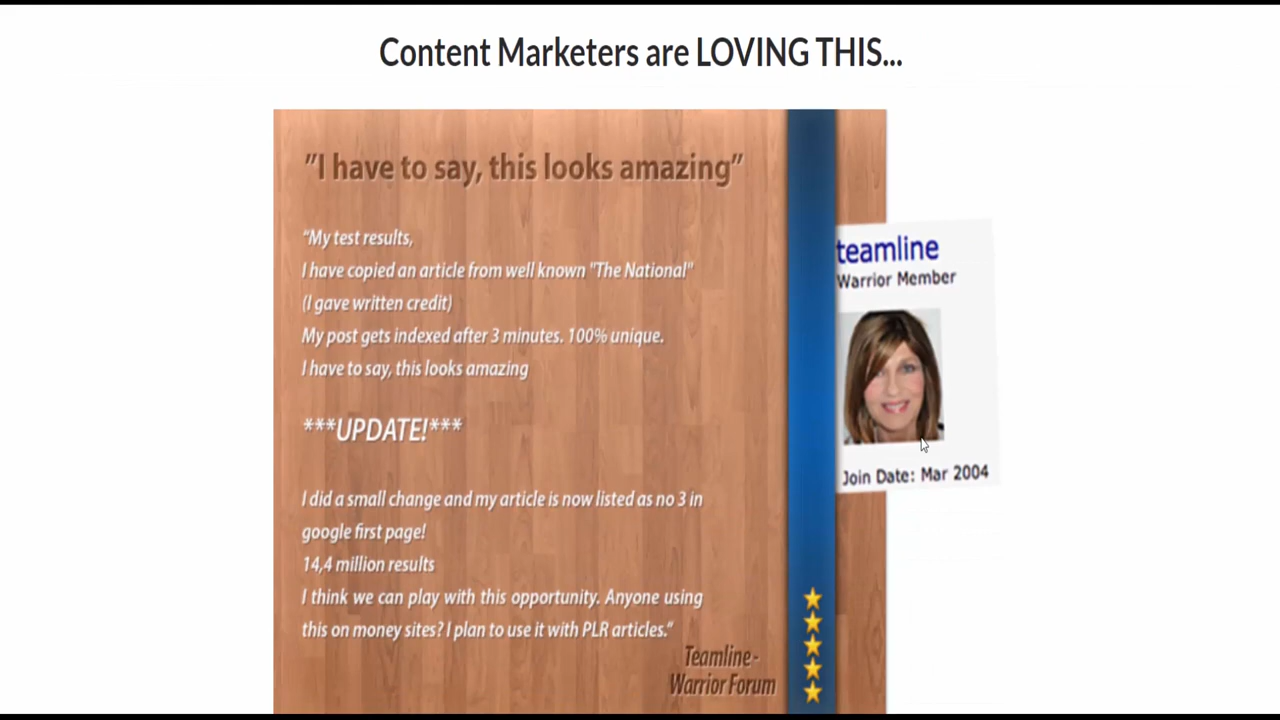 Content Marketers are LOVING THIS...
"I have to say, this looks amazing"
"My test results,
I have copied an article from well known "The National"
(I gave written credit)
My post gets indexed after 3 minutes. 100% unique.
I have to say, this looks amazing
***UPDATE!***
I did a small change and my article is now listed as no 3 in
google first page!
14,4 million results
I think we can play with this opportunity. Anyone using
this on money sites? I plan to use it with PLR articles."
Teamline-
Warrior Forum
teamline
Warrior Member
Join Date: Mar 2004